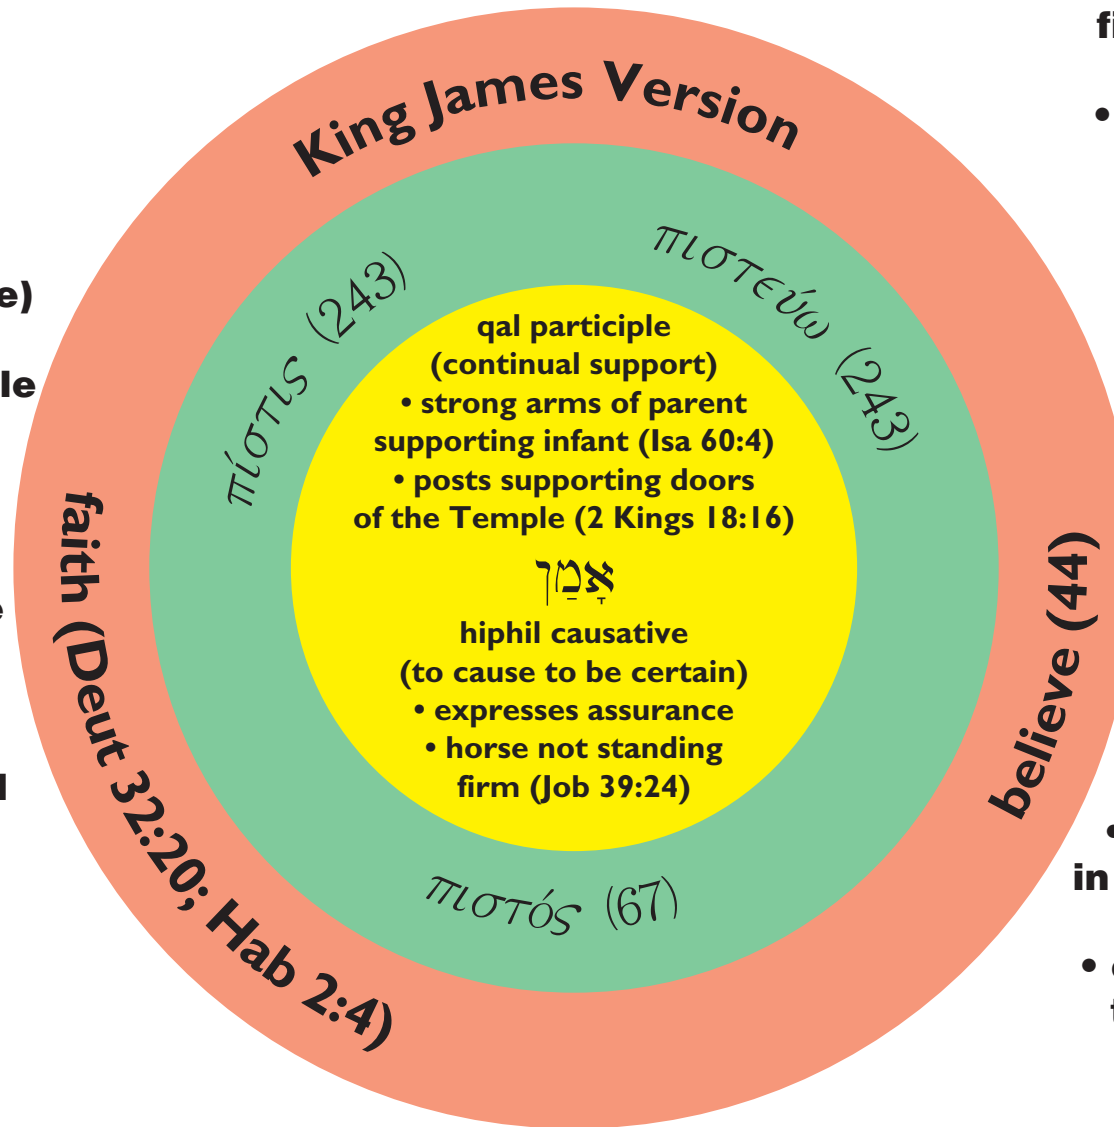 King James Version
πίστις (243)
πιστεύω (243)
πιστός (67)
faith (Deut 32:20; Hab 2:4)
believe (44)
qal participle
(continual support)
• strong arms of parent
supporting infant (Isa 60:4)
• posts supporting doors
of the Temple (2 Kings 18:16)
אָמַן
hiphil causative
(to cause to be certain)
• expresses assurance
• horse not standing
firm (Job 39:24)
in